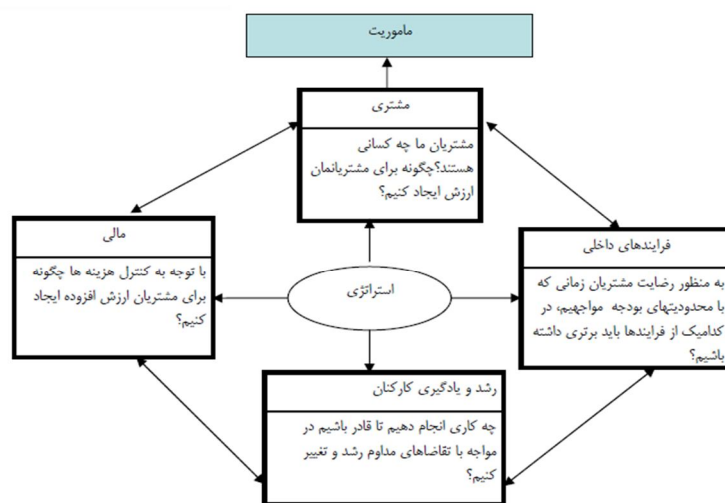 ماموریت
مشتری
مشتریان ما چه کسانی
هستند؟چگونه برای مشتریانمان
ارزش ایجاد کنیم؟
فرایندهای داخلی
به منظور رضایت مشتریان زمانی که
با محدودیتهای بودجه مواجهیم، در
کدامیک از فرایندها باید برتری داشته
باشیم؟
استراتژی
مالی
با توجه به کنترل هزینه ها چگونه
برای مشتریان ارزش افزوده ایجاد
کنیم؟
رشد و یادگیری کارکنان
چه کاری انجام دهیم تا قادر باشیم در
مواجه با تقاضاهای مداوم رشد و تغییر
کنیم؟